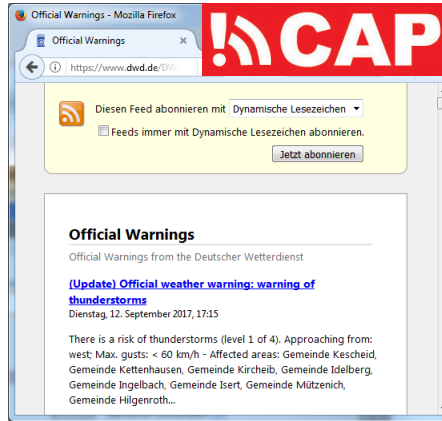 Official Warnings - Mozilla Firefox
CAP
Official Warnings ×
https://www.dwd.de/DW
Diesen Feed abonnieren mit Dynamische Lesezeichen
Feeds immer mit Dynamische Lesezeichen abonnieren.
Jetzt abonnieren
Official Warnings
Official Warnings from the Deutscher Wetterdienst
(Update) Official weather warning: warning of
thunderstorms
Dienstag, 12. September 2017, 17:15
There is a risk of thunderstorms (level 1 of 4). Approaching from:
west; Max. gusts: < 60 km/h - Affected areas: Gemeinde Kescheid,
Gemeinde Kettenhausen, Gemeinde Kircheib, Gemeinde Idelberg,
Gemeinde Ingelbach, Gemeinde Isert, Gemeinde Mützenich,
Gemeinde Hilgenroth...